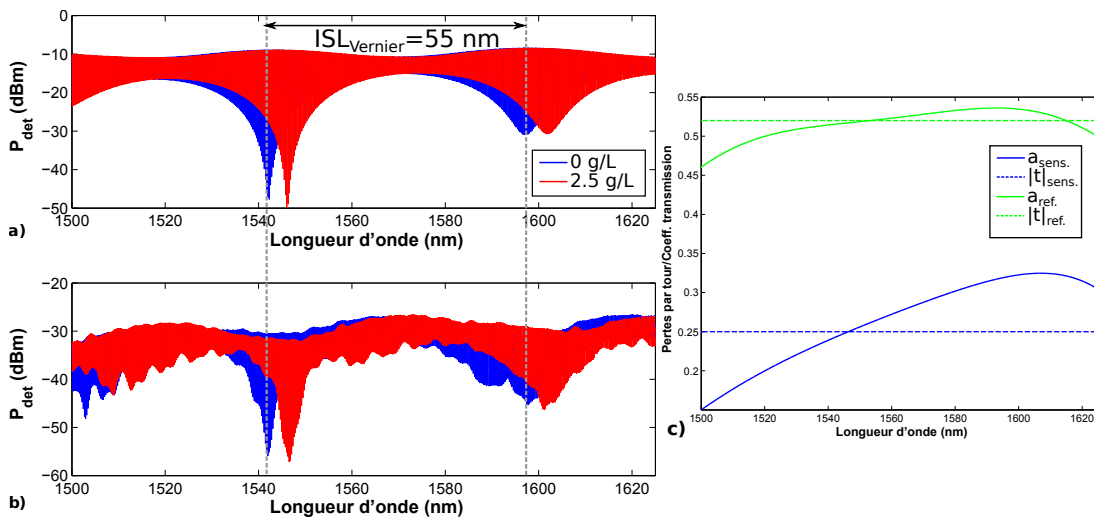 0
−10
−20
−30
−40
−50
P_det (dBm)
ISL_Vernier=55 nm
0 g/L
2.5 g/L
1500 1520 1540 1560 1580 1600 1620
a)
Longueur d'onde (nm)
−20
−30
−40
−50
−60
P_det (dBm)
1500 1520 1540 1560 1580 1600 1620
b)
Longueur d'onde (nm)
0.55
0.5
0.45
0.4
0.35
0.3
0.25
0.2
Pertes par tour/Coeff. transmission
a_sens.
|t|_sens.
a_ref.
|t|_ref.
1500 1520 1540 1560 1580 1600 1620
c)
Longueur d'onde (nm)